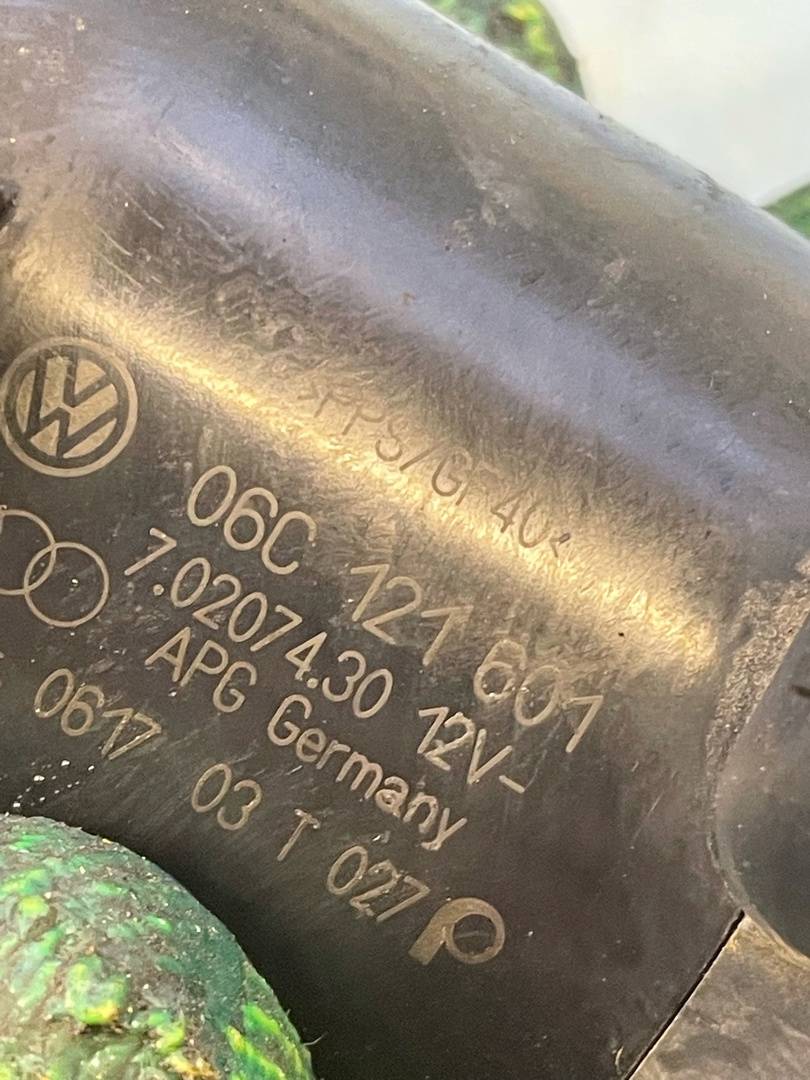 >PPS/GF40<
06C 121 601
7.02074.30 12V-
APG Germany
0617 03 T 027